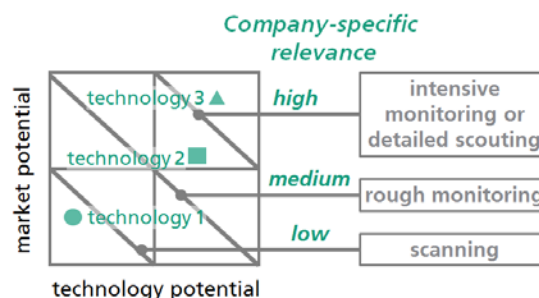 Company-specific
relevance
technology 3
high
intensive
monitoring or
detailed scouting
technology 2
medium
rough monitoring
technology 1
low
scanning
market potential
technology potential